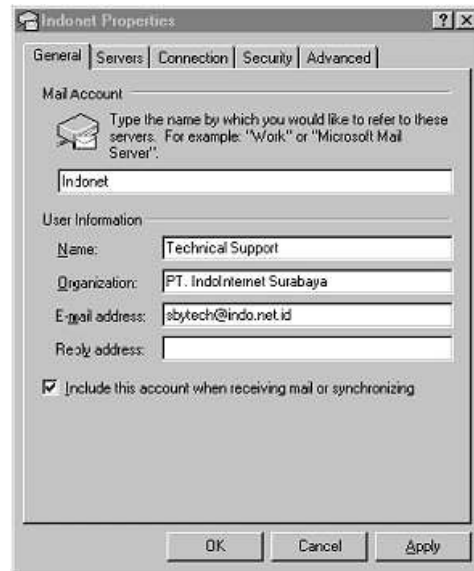 Indonet Properties
General Servers Connection Security Advanced
Mail Account
Type the name by which you would like to refer to these
servers. For example: "Work" or "Microsoft Mail
Server".
Indonet
User Information
Name: Technical Support
Organization: PT. IndoInternet Surabaya
E-mail address: sbytech@indo.net.id
Reply address:
Include this account when receiving mail or synchronizing
OK Cancel Apply